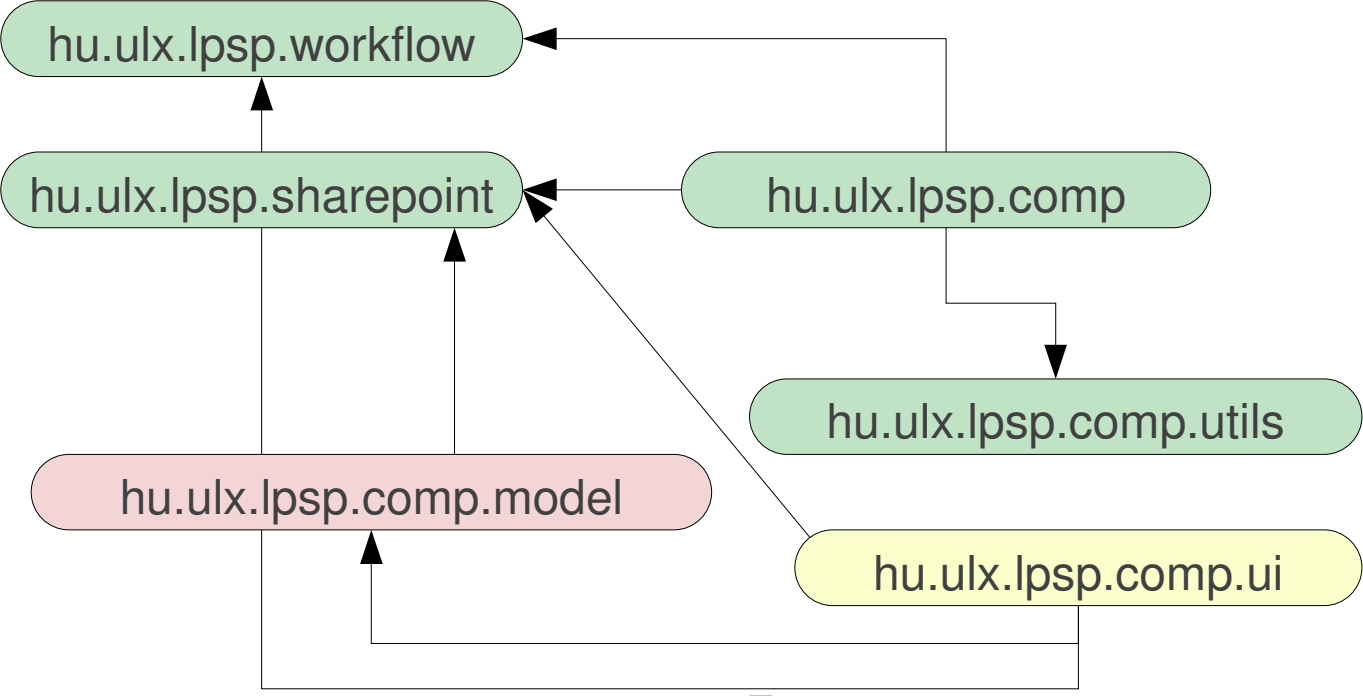 hu.ulx.lpsp.workflow
hu.ulx.lpsp.sharepoint
hu.ulx.lpsp.comp
hu.ulx.lpsp.comp.utils
hu.ulx.lpsp.comp.model
hu.ulx.lpsp.comp.ui